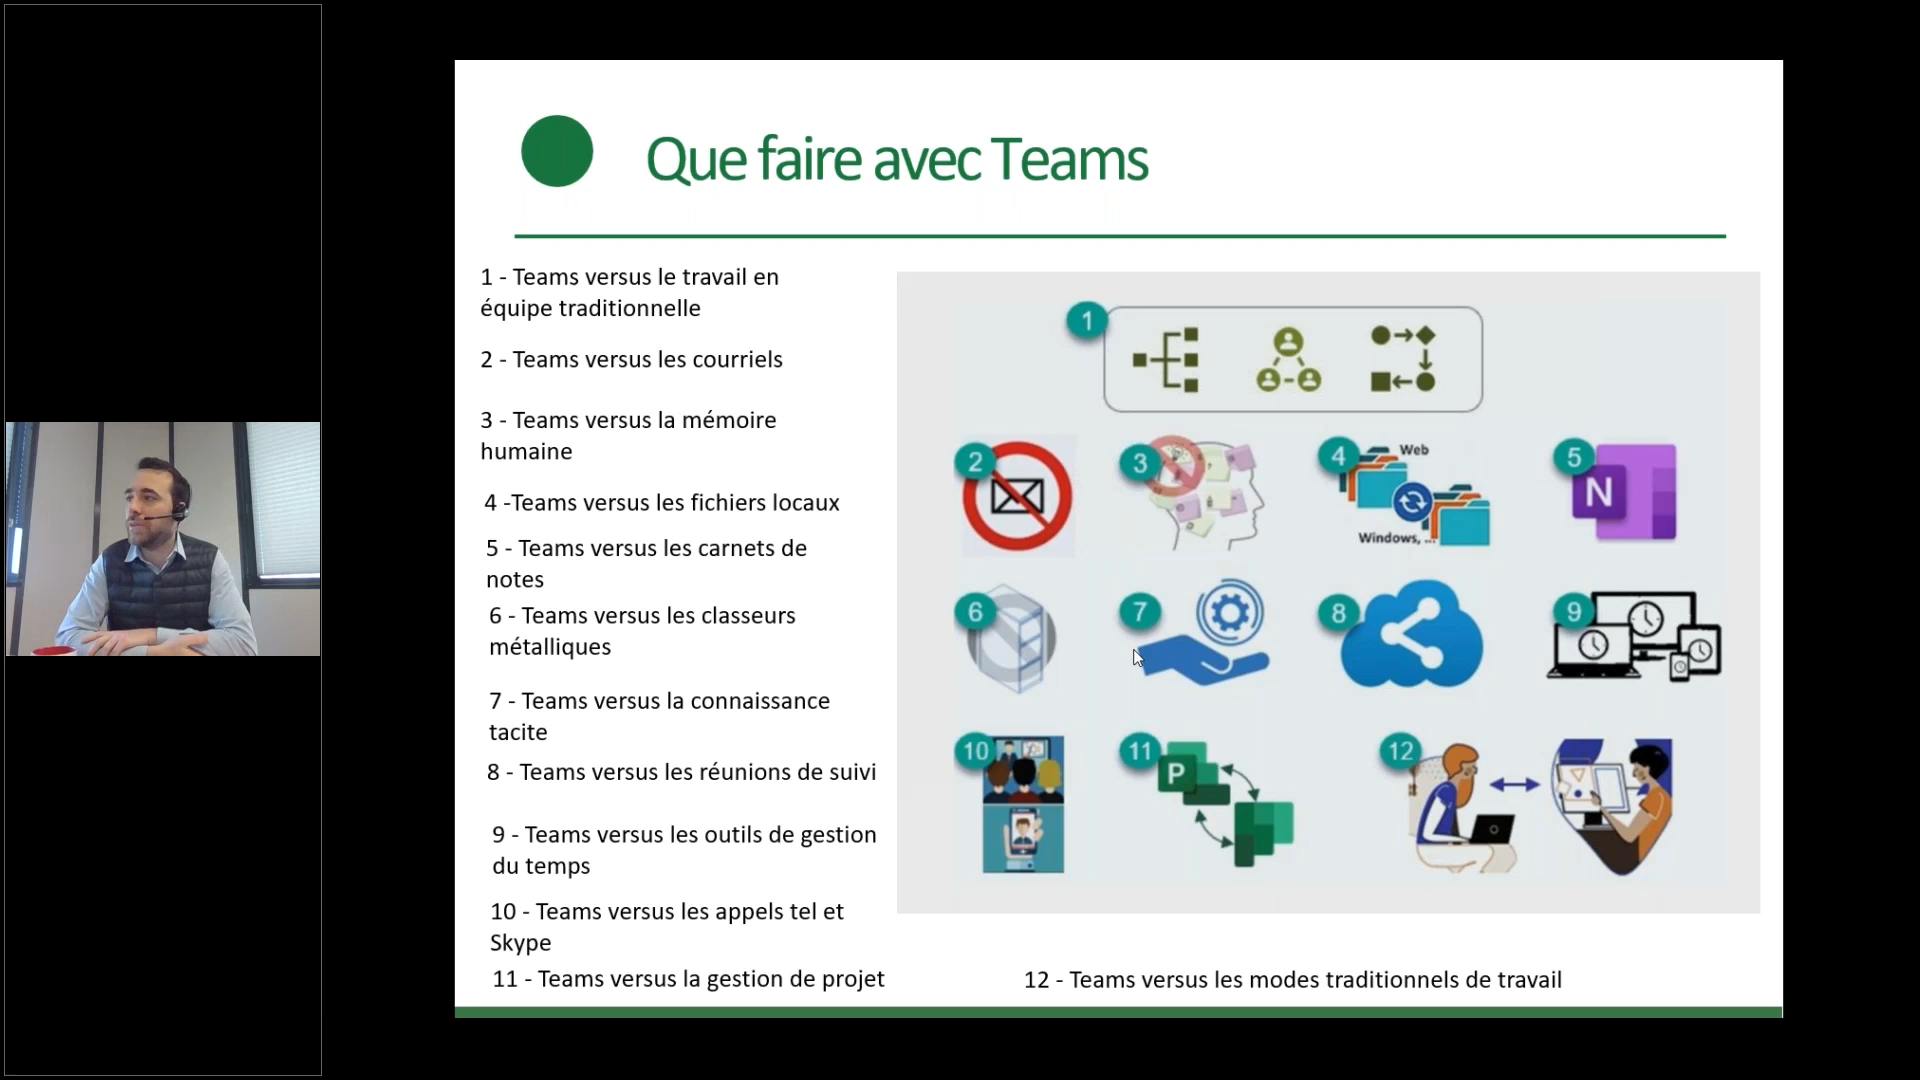 Que faire avec Teams
1 - Teams versus le travail en
équipe traditionnelle
2 - Teams versus les courriels
3 - Teams versus la mémoire
humaine
4 -Teams versus les fichiers locaux
5 - Teams versus les carnets de
notes
6 - Teams versus les classeurs
métalliques
7 - Teams versus la connaissance
tacite
8 - Teams versus les réunions de suivi
9 - Teams versus les outils de gestion
du temps
10 - Teams versus les appels tel et
Skype
11 - Teams versus la gestion de projet
12 - Teams versus les modes traditionnels de travail
1
2
3
4
Web
Windows, ...
5
N
6
7
8
9
10
11
P
12